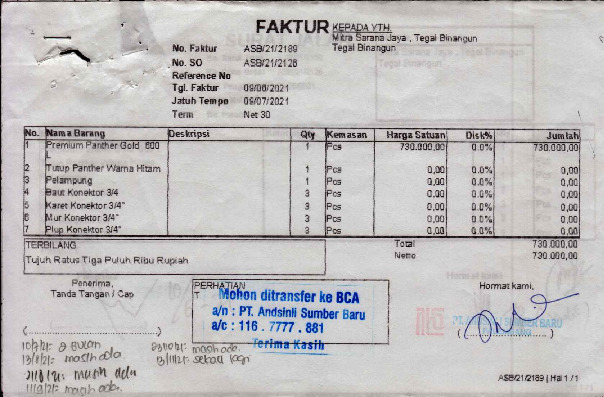 FAKTUR
KEPADA YTH
Mitra Sarana Jaya , Tegal Binangun
Tegal Binangun
No. Faktur ASB/21/2189
No. SO ASB/21/2126
Reference No
Tgl. Faktur 09/06/2021
Jatuh Tempo 09/07/2021
Term Net 30
No. Nama Barang Deskripsi Qty Kemasan Harga Satuan Disk% Jumlah
1 Premium Panther Gold 600 L 1 Pcs 730.000,00 0.0% 730.000,00
2 Tutup Panther Warna Hitam 1 Pcs 0,00 0.0% 0,00
3 Pelampung 1 Pcs 0,00 0.0% 0,00
4 Baut Konektor 3/4 3 Pcs 0,00 0.0% 0,00
5 Karet Konektor 3/4" 3 Pcs 0,00 0.0% 0,00
6 Mur Konektor 3/4" 3 Pcs 0,00 0.0% 0,00
7 Plup Konektor 3/4" 3 Pcs 0,00 0.0% 0,00
TERBILANG
Tujuh Ratus Tiga Puluh Ribu Rupiah
Total 730.000,00
Netto 730.000,00
Penerima,
Tanda Tangan / Cap
PERHATIAN
Mohon ditransfer ke BCA
a/n : PT. Andsinli Sumber Baru
a/c : 116 . 7777 . 881
Terima Kasih
Hormat kami,
PT. ANDSINLI SUMBER BARU
masih ada
masih ada
masih ada
masih ada
ASB/21/2189 | Hal 1 / 1